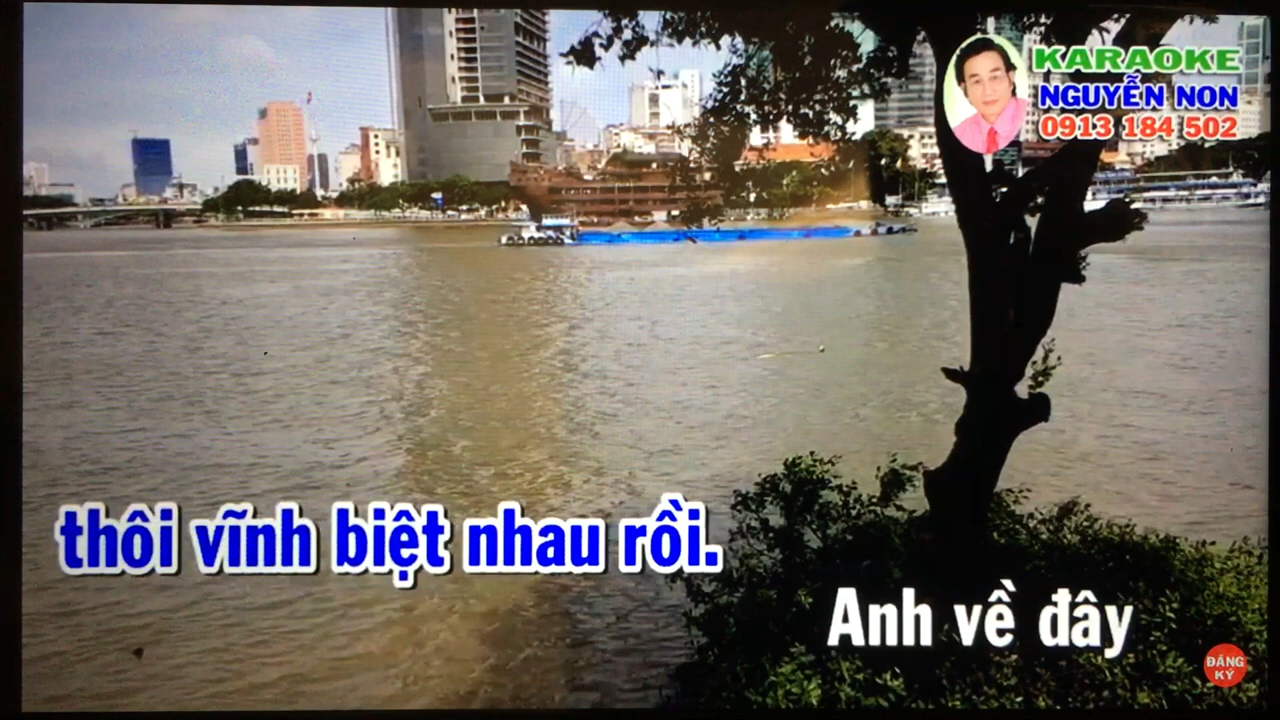 KARAOKE
NGUYỄN NON
0913 184 502
thôi vĩnh biệt nhau rồi.
Anh về đây
ĐĂNG
KÝ